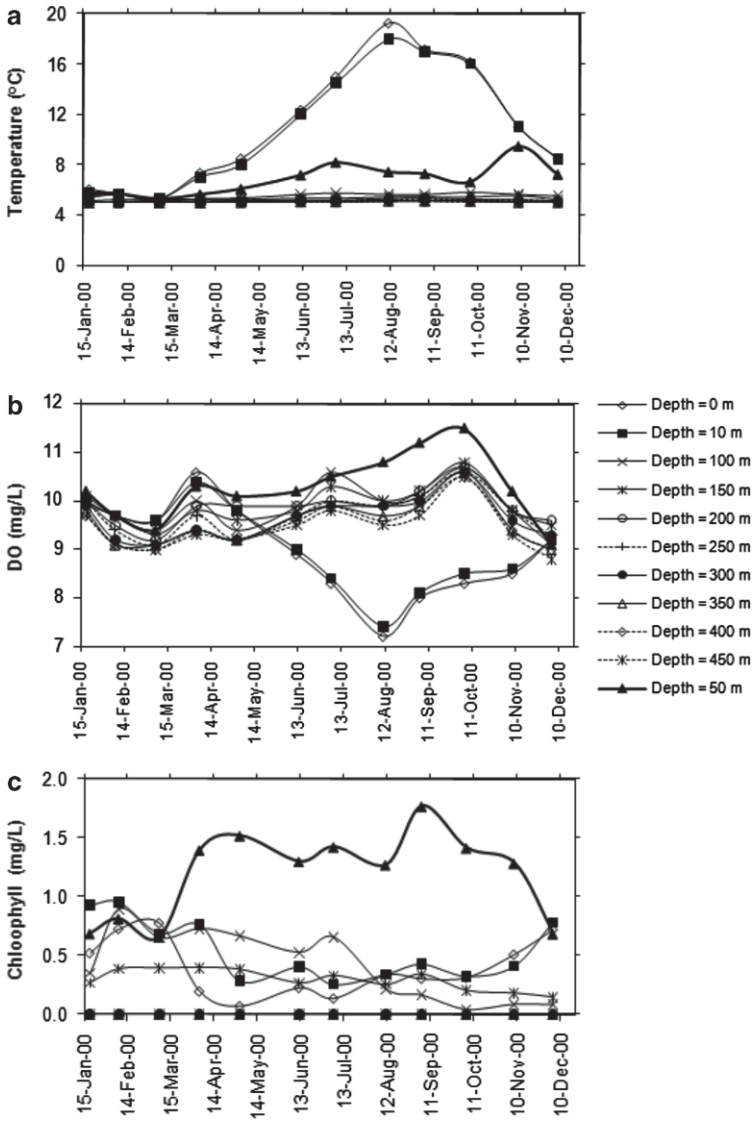 a
20
16
12
8
4
0
Temperature (°C)
15-Jan-00
14-Feb-00
15-Mar-00
14-Apr-00
14-May-00
13-Jun-00
13-Jul-00
12-Aug-00
11-Sep-00
11-Oct-00
10-Nov-00
10-Dec-00
b
12
11
10
9
8
7
DO (mg/L)
15-Jan-00
14-Feb-00
15-Mar-00
14-Apr-00
14-May-00
13-Jun-00
13-Jul-00
12-Aug-00
11-Sep-00
11-Oct-00
10-Nov-00
10-Dec-00
Depth = 0 m
Depth = 10 m
Depth = 100 m
Depth = 150 m
Depth = 200 m
Depth = 250 m
Depth = 300 m
Depth = 350 m
Depth = 400 m
Depth = 450 m
Depth = 50 m
c
2.0
1.5
1.0
0.5
0.0
Chloophyll (mg/L)
15-Jan-00
14-Feb-00
15-Mar-00
14-Apr-00
14-May-00
13-Jun-00
13-Jul-00
12-Aug-00
11-Sep-00
11-Oct-00
10-Nov-00
10-Dec-00